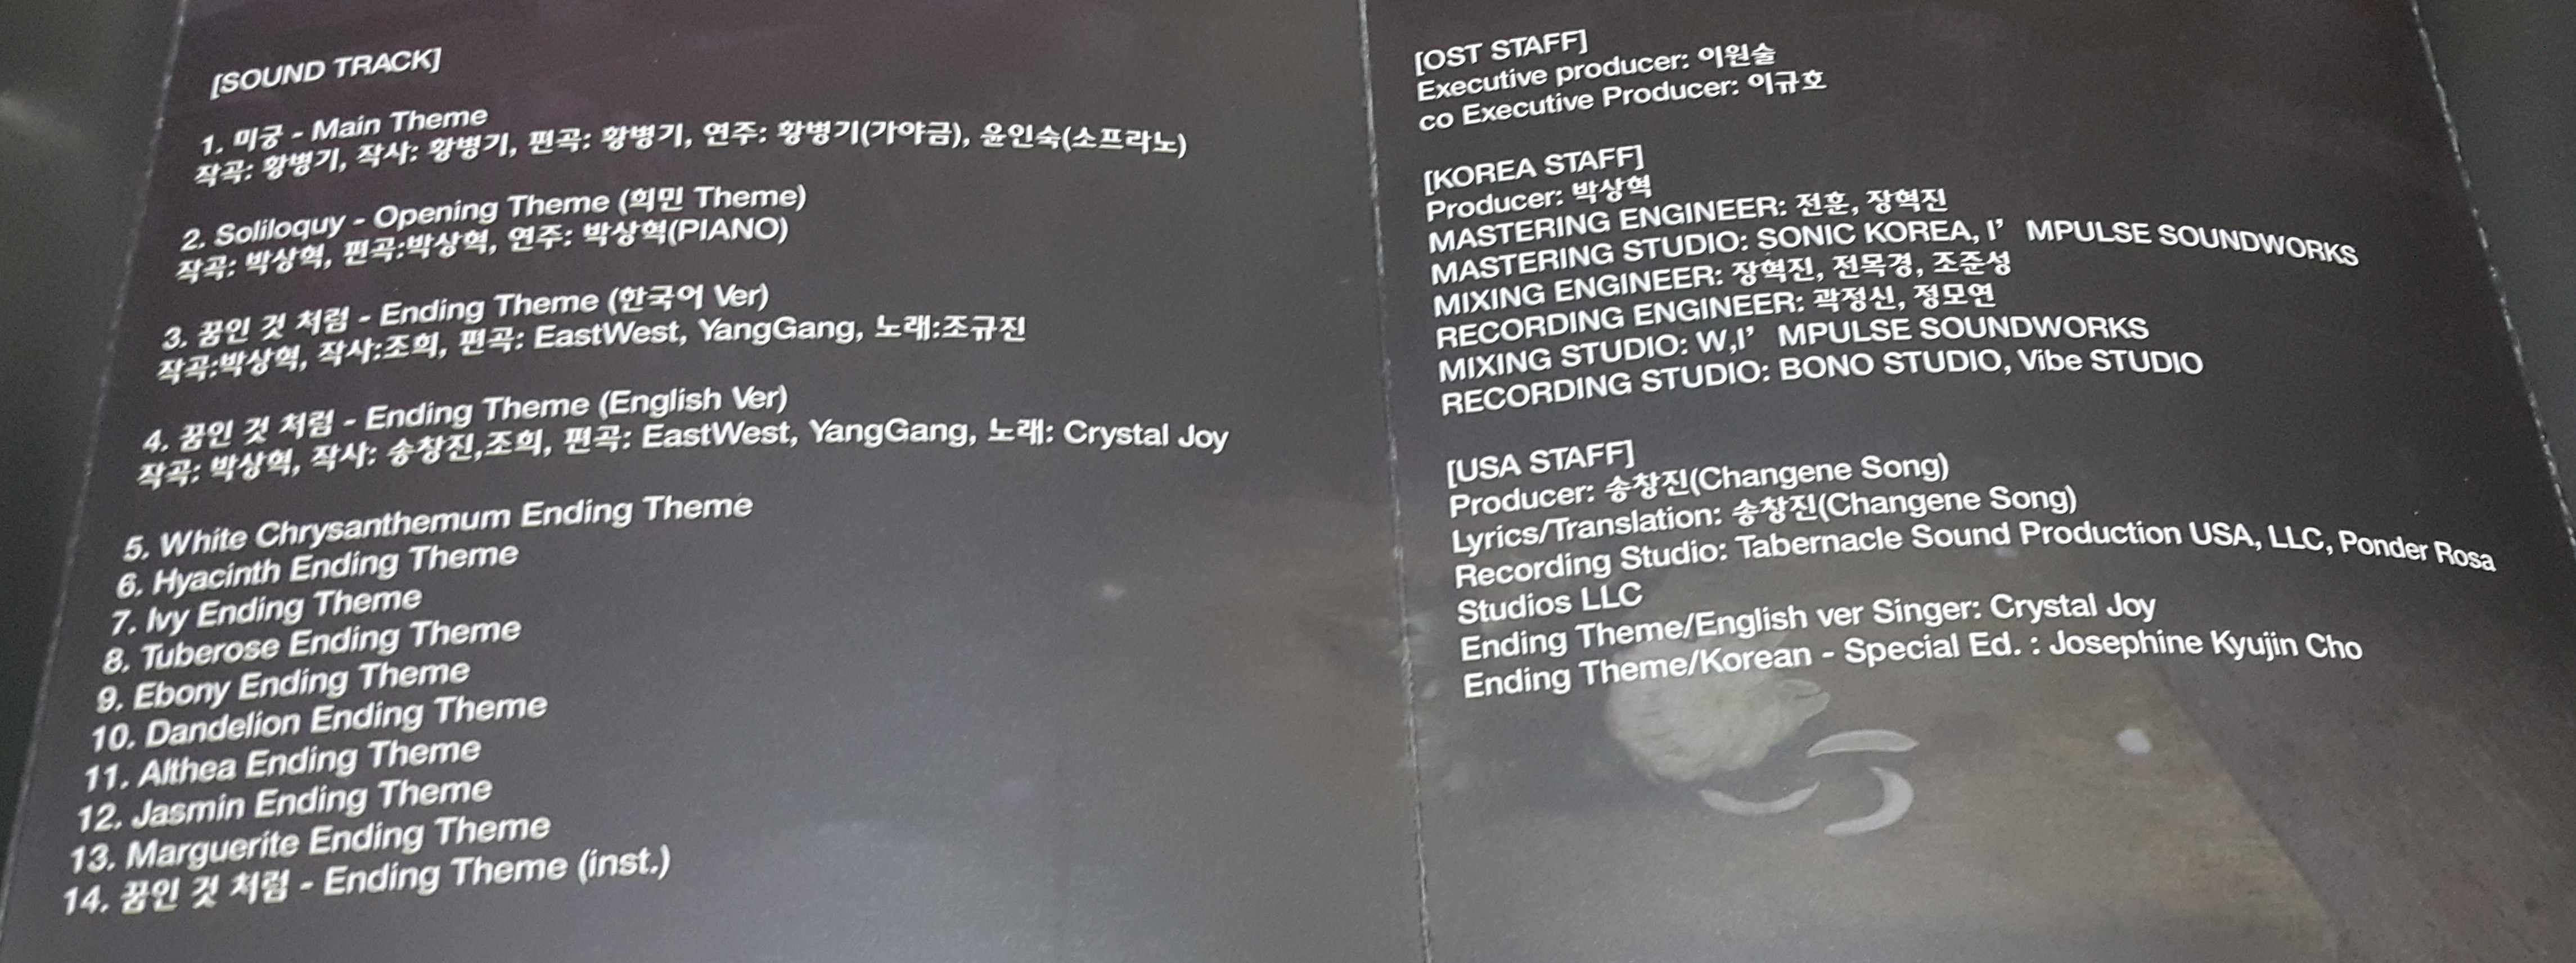 [SOUND TRACK]
1. 미궁 - Main Theme
작곡: 황병기, 작사: 황병기, 편곡: 황병기, 연주: 황병기(가야금), 윤인숙(소프라노)
2. Soliloquy - Opening Theme (희민 Theme)
작곡: 박상혁, 편곡:박상혁, 연주: 박상혁(PIANO)
3. 꿈인 것 처럼 - Ending Theme (한국어 Ver)
작곡:박상혁, 작사:조희, 편곡: EastWest, YangGang, 노래:조규진
4. 꿈인 것 처럼 - Ending Theme (English Ver)
작곡: 박상혁, 작사: 송창진,조희, 편곡: EastWest, YangGang, 노래: Crystal Joy
5. White Chrysanthemum Ending Theme
6. Hyacinth Ending Theme
7. Ivy Ending Theme
8. Tuberose Ending Theme
9. Ebony Ending Theme
10. Dandelion Ending Theme
11. Althea Ending Theme
12. Jasmin Ending Theme
13. Marguerite Ending Theme
14. 꿈인 것 처럼 - Ending Theme (inst.)
[OST STAFF]
Executive producer: 이원술
co Executive Producer: 이규호
[KOREA STAFF]
Producer: 박상혁
MASTERING ENGINEER: 전훈, 장혁진
MASTERING STUDIO: SONIC KOREA, I’ MPULSE SOUNDWORKS
MIXING ENGINEER: 장혁진, 전목경, 조준성
RECORDING ENGINEER: 곽정신, 정모연
MIXING STUDIO: W,I’ MPULSE SOUNDWORKS
RECORDING STUDIO: BONO STUDIO, Vibe STUDIO
[USA STAFF]
Producer: 송창진(Changene Song)
Lyrics/Translation: 송창진(Changene Song)
Recording Studio: Tabernacle Sound Production USA, LLC, Ponder Rosa
Studios LLC
Ending Theme/English ver Singer: Crystal Joy
Ending Theme/Korean - Special Ed. : Josephine Kyujin Cho